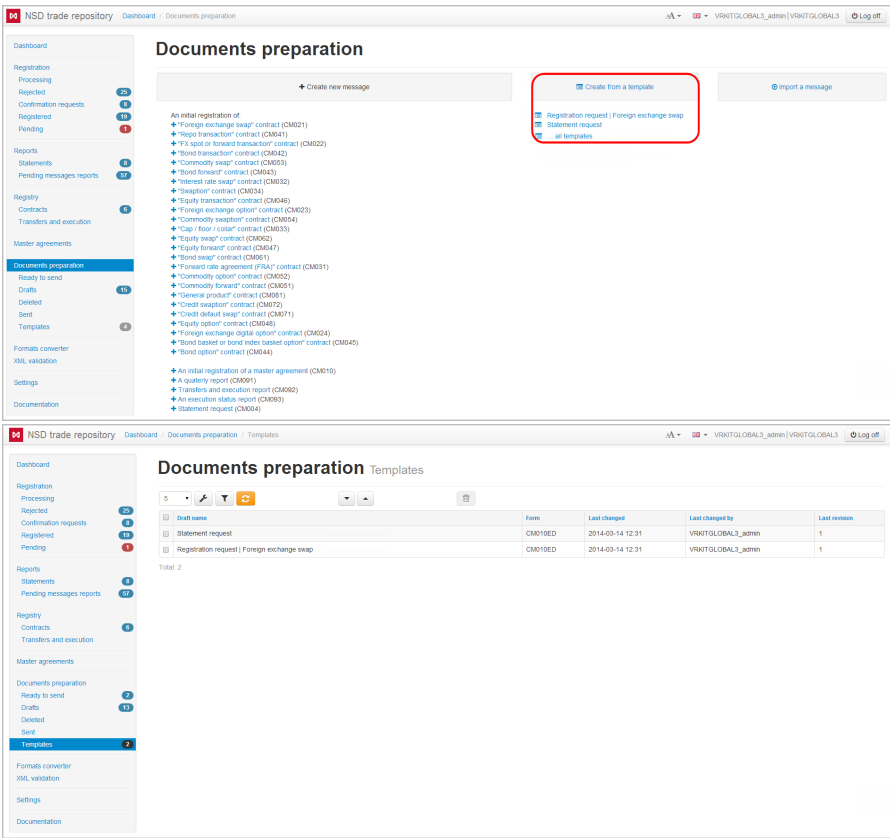 NSD trade repository Dashboard / Documents preparation
AA VRKITGLOBAL3_admin | VRKITGLOBAL3 Log off
Dashboard
Registration
Processing
Rejected 25
Confirmation requests 8
Registered 19
Pending 1
Reports
Statements 8
Pending messages reports 57
Registry
Contracts 6
Transfers and execution
Master agreements
Documents preparation
Ready to send
Drafts 15
Deleted
Sent
Templates 4
Formats converter
XML validation
Settings
Documentation
Documents preparation
Create new message
Create from a template
Import a message
An initial registration of:
"Foreign exchange swap" contract (CM021)
"Repo transaction" contract (CM041)
"FX spot or forward transaction" contract (CM022)
"Bond transaction" contract (CM042)
"Commodity swap" contract (CM053)
"Bond forward" contract (CM043)
"Interest rate swap" contract (CM032)
"Swaption" contract (CM034)
"Equity transaction" contract (CM046)
"Foreign exchange option" contract (CM023)
"Commodity swaption" contract (CM054)
"Cap / floor / collar" contract (CM033)
"Equity swap" contract (CM062)
"Equity forward" contract (CM047)
"Bond swap" contract (CM061)
"Forward rate agreement (FRA)" contract (CM031)
"Commodity option" contract (CM052)
"Commodity forward" contract (CM051)
"General product" contract (CM081)
"Credit swaption" contract (CM072)
"Credit default swap" contract (CM071)
"Equity option" contract (CM048)
"Foreign exchange digital option" contract (CM024)
"Bond basket or bond index basket option" contract (CM045)
"Bond option" contract (CM044)
An initial registration of a master agreement (CM010)
A quaterly report (CM091)
Transfers and execution report (CM092)
An execution status report (CM093)
Statement request (CM004)
Registration request | Foreign exchange swap
Statement request
... all templates
NSD trade repository Dashboard / Documents preparation / Templates
AA VRKITGLOBAL3_admin | VRKITGLOBAL3 Log off
Dashboard
Registration
Processing
Rejected 25
Confirmation requests 8
Registered 19
Pending 1
Reports
Statements 8
Pending messages reports 57
Registry
Contracts 6
Transfers and execution
Master agreements
Documents preparation
Ready to send 2
Drafts 13
Deleted
Sent
Templates 2
Formats converter
XML validation
Settings
Documentation
Documents preparation Templates
5
Draft name Form Last changed Last changed by Last revision
Statement request CM010ED 2014-03-14 12:31 VRKITGLOBAL3_admin 1
Registration request | Foreign exchange swap CM010ED 2014-03-14 12:31 VRKITGLOBAL3_admin 1
Total: 2